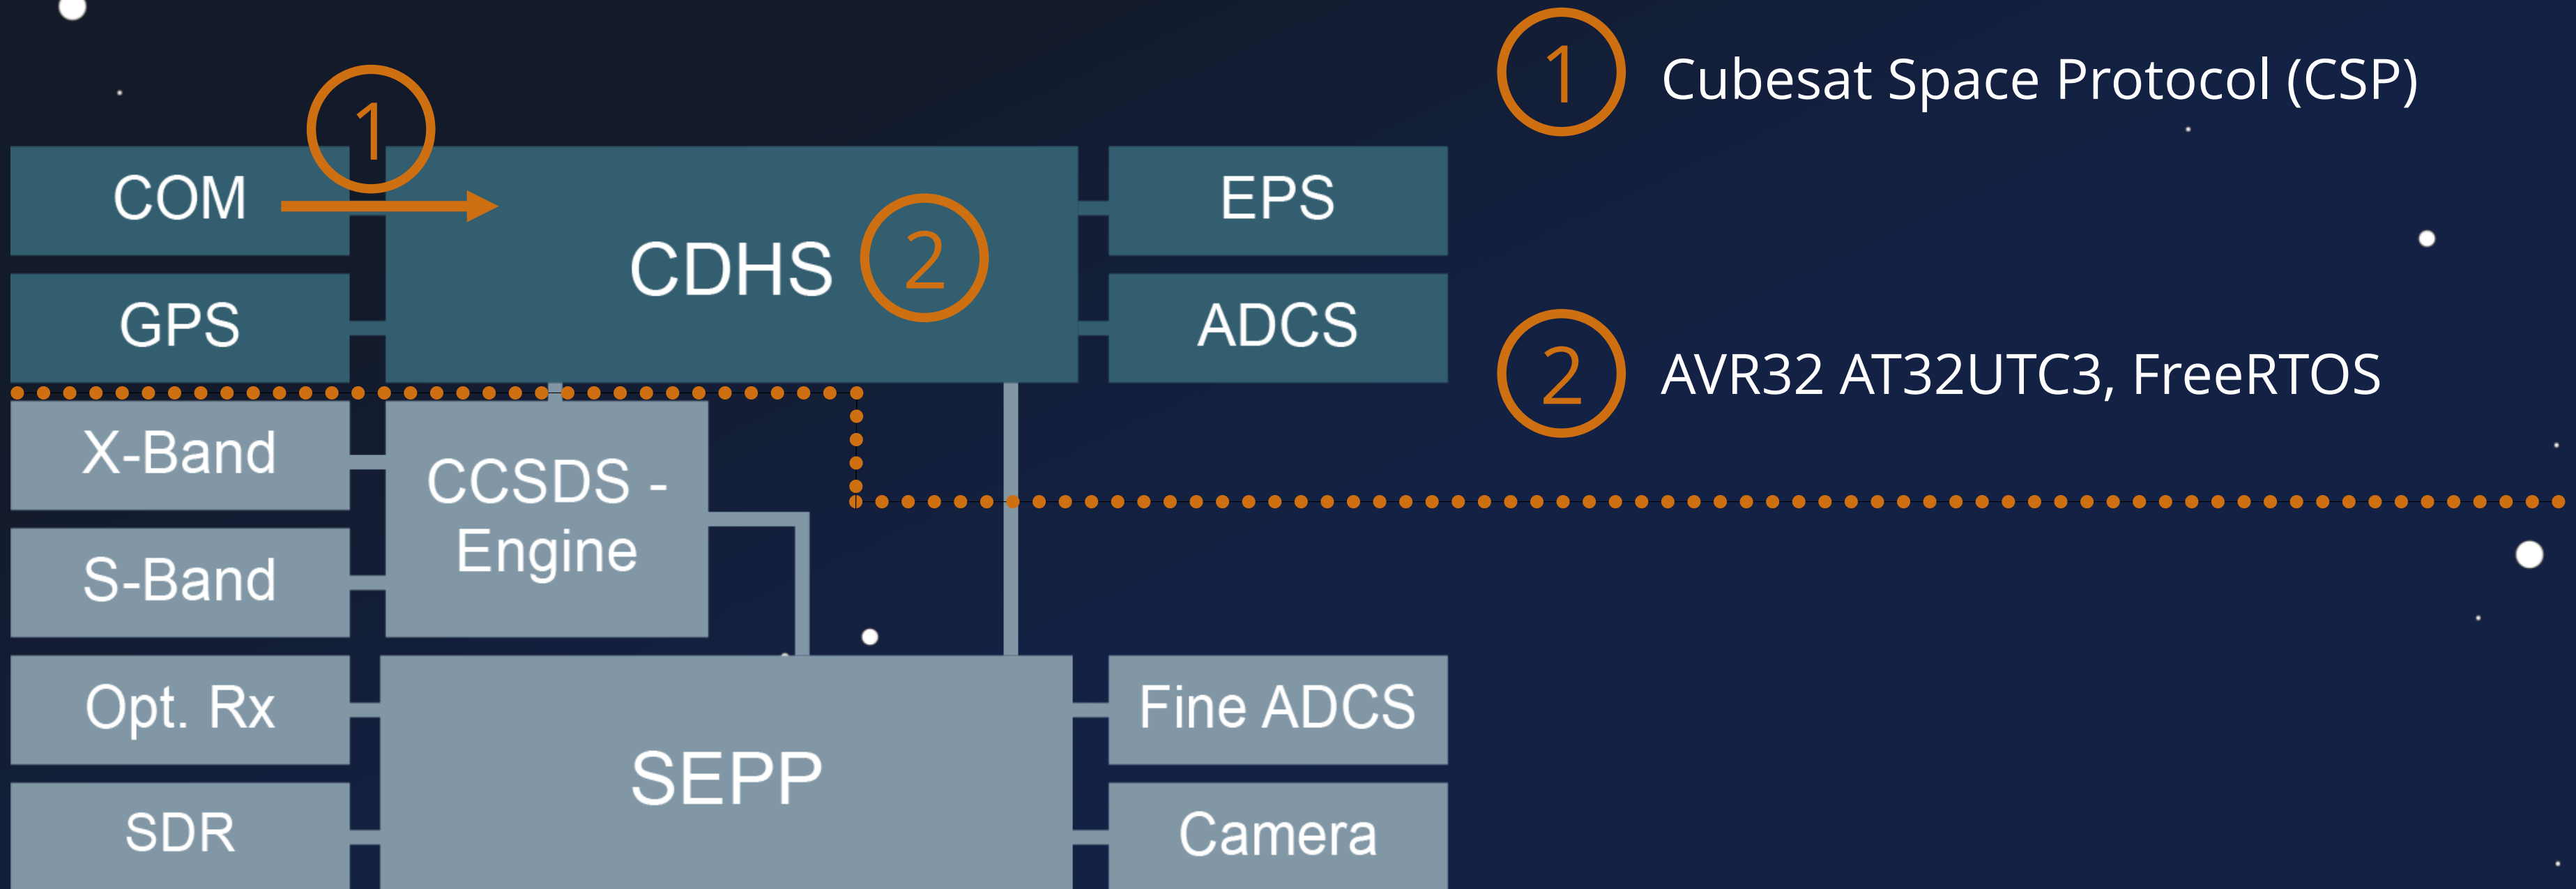 1
Cubesat Space Protocol (CSP)
1
COM
CDHS
2
EPS
GPS
ADCS
2
AVR32 AT32UTC3, FreeRTOS
X-Band
CCSDS -
Engine
S-Band
Opt. Rx
SEPP
Fine ADCS
SDR
Camera